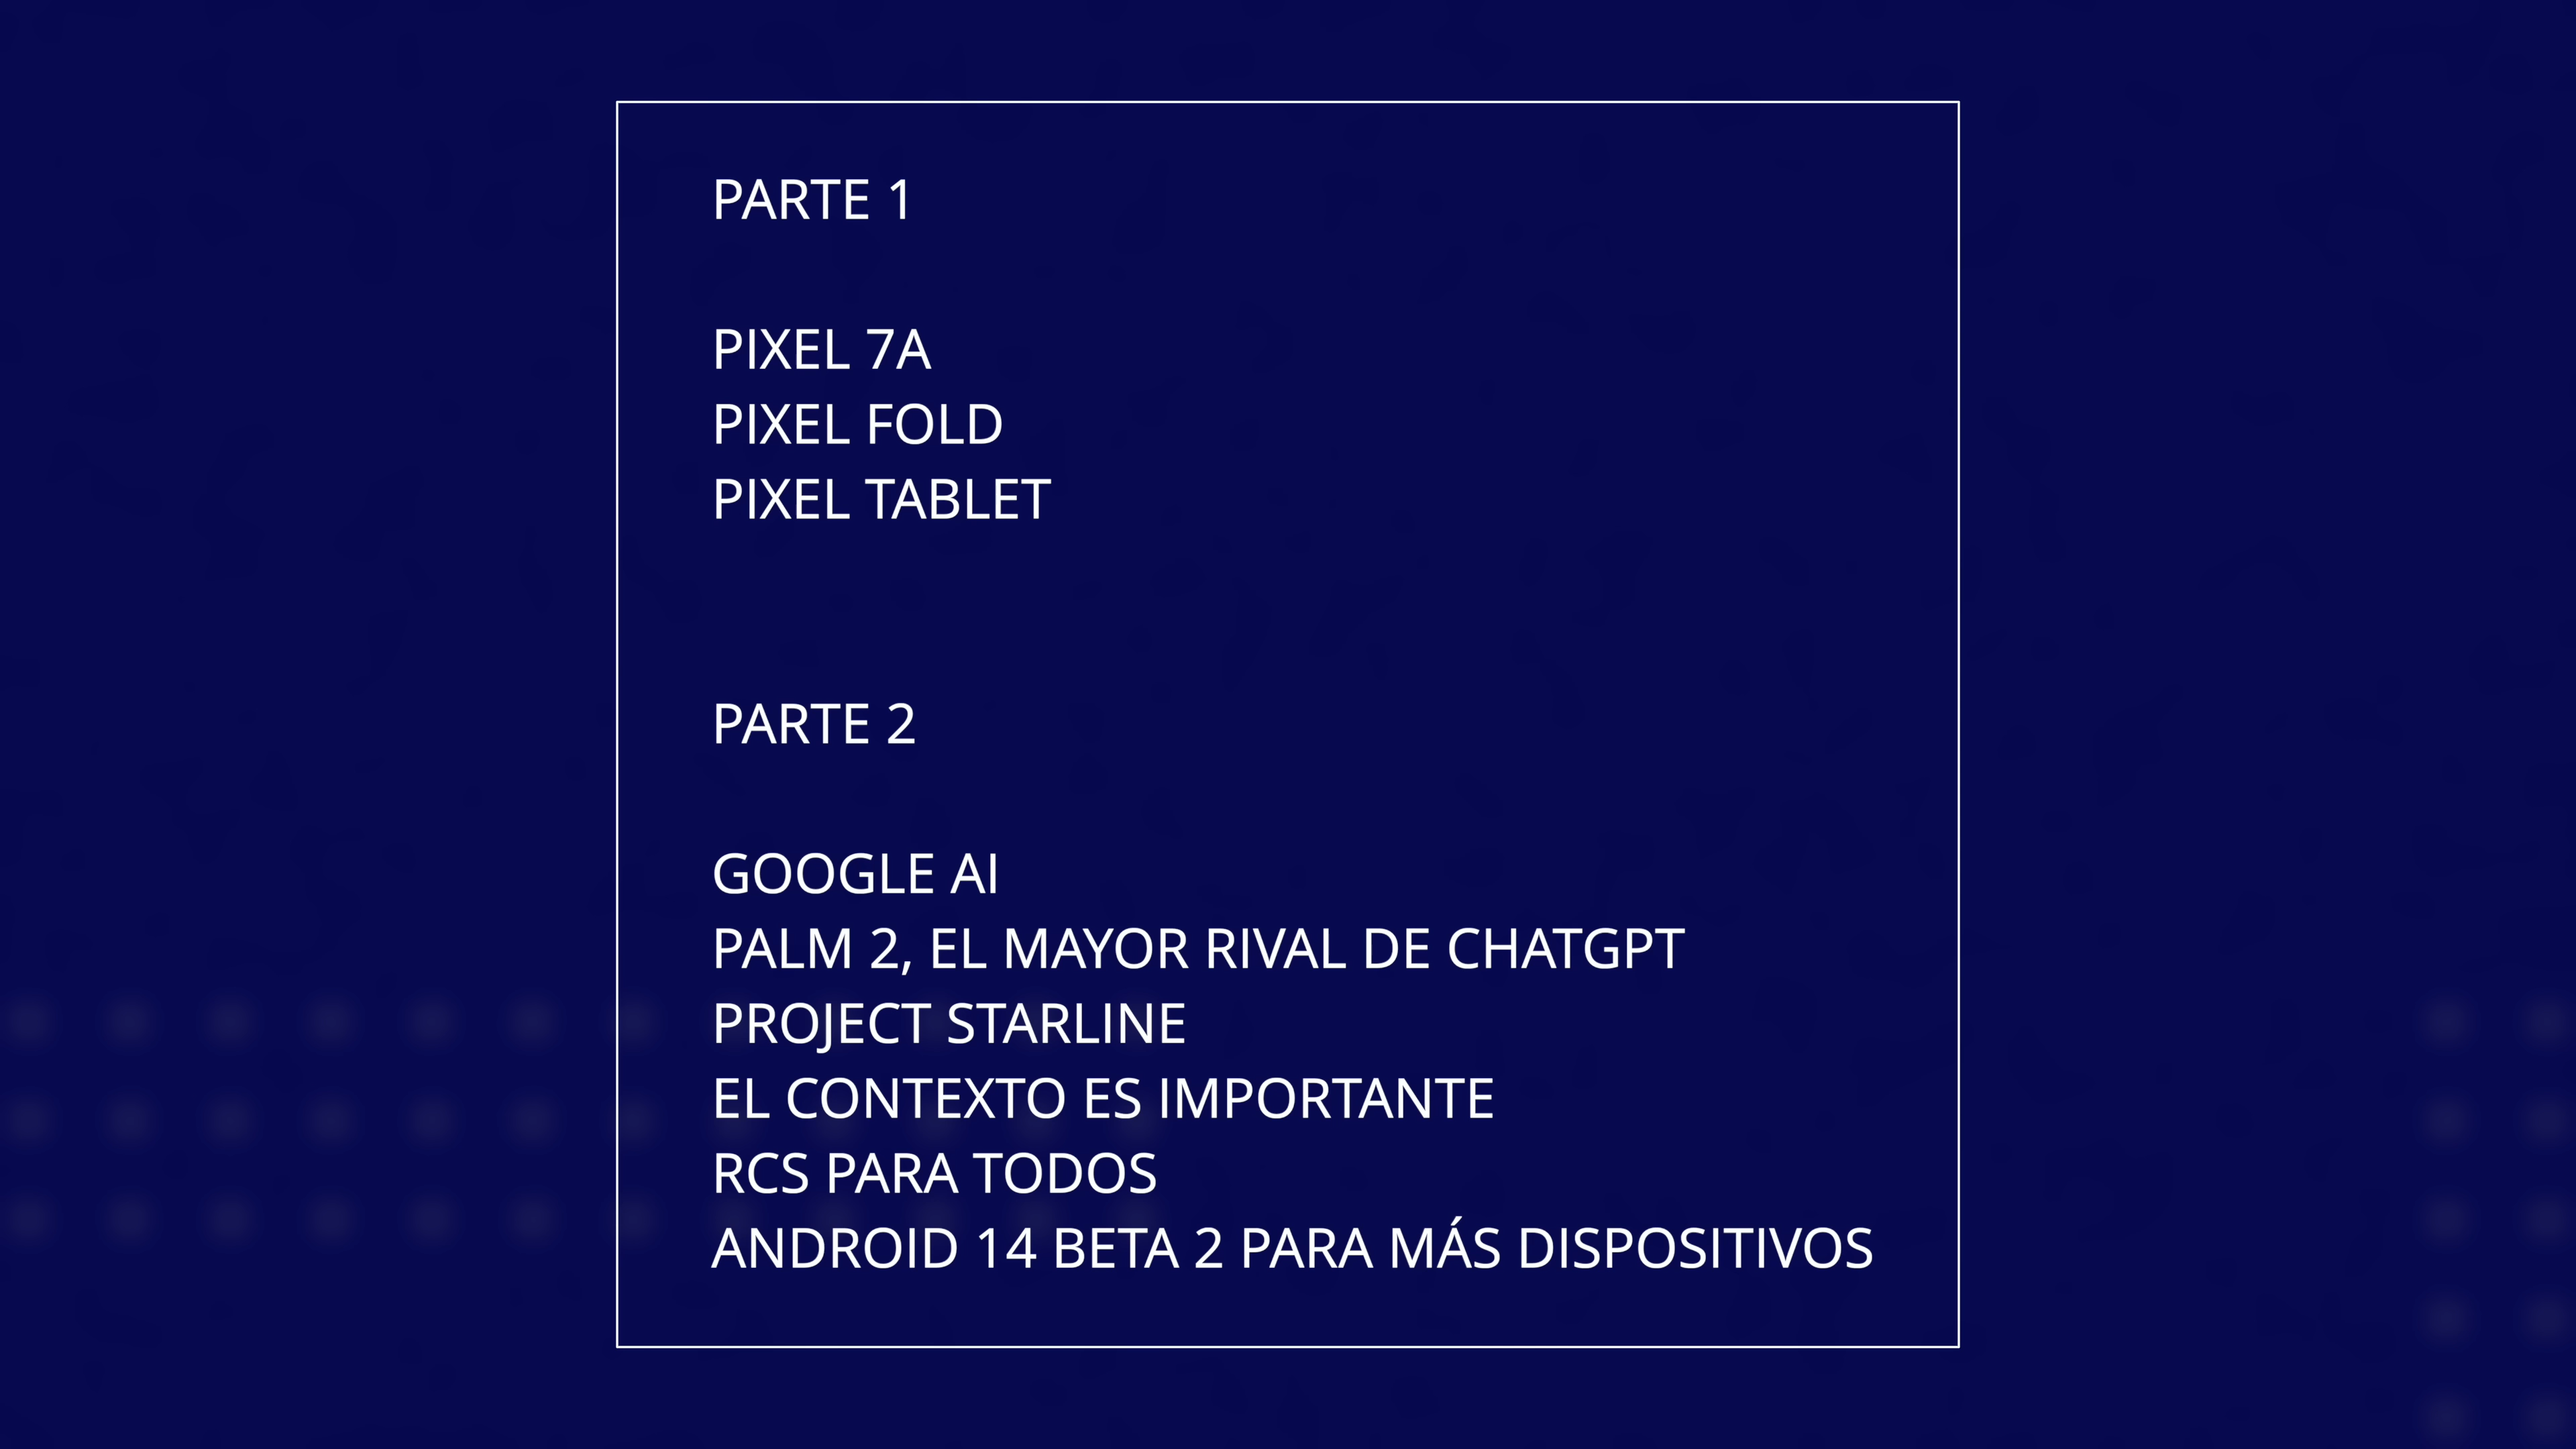 PARTE 1
PIXEL 7A
PIXEL FOLD
PIXEL TABLET
PARTE 2
GOOGLE AI
PALM 2, EL MAYOR RIVAL DE CHATGPT
PROJECT STARLINE
EL CONTEXTO ES IMPORTANTE
RCS PARA TODOS
ANDROID 14 BETA 2 PARA MÁS DISPOSITIVOS